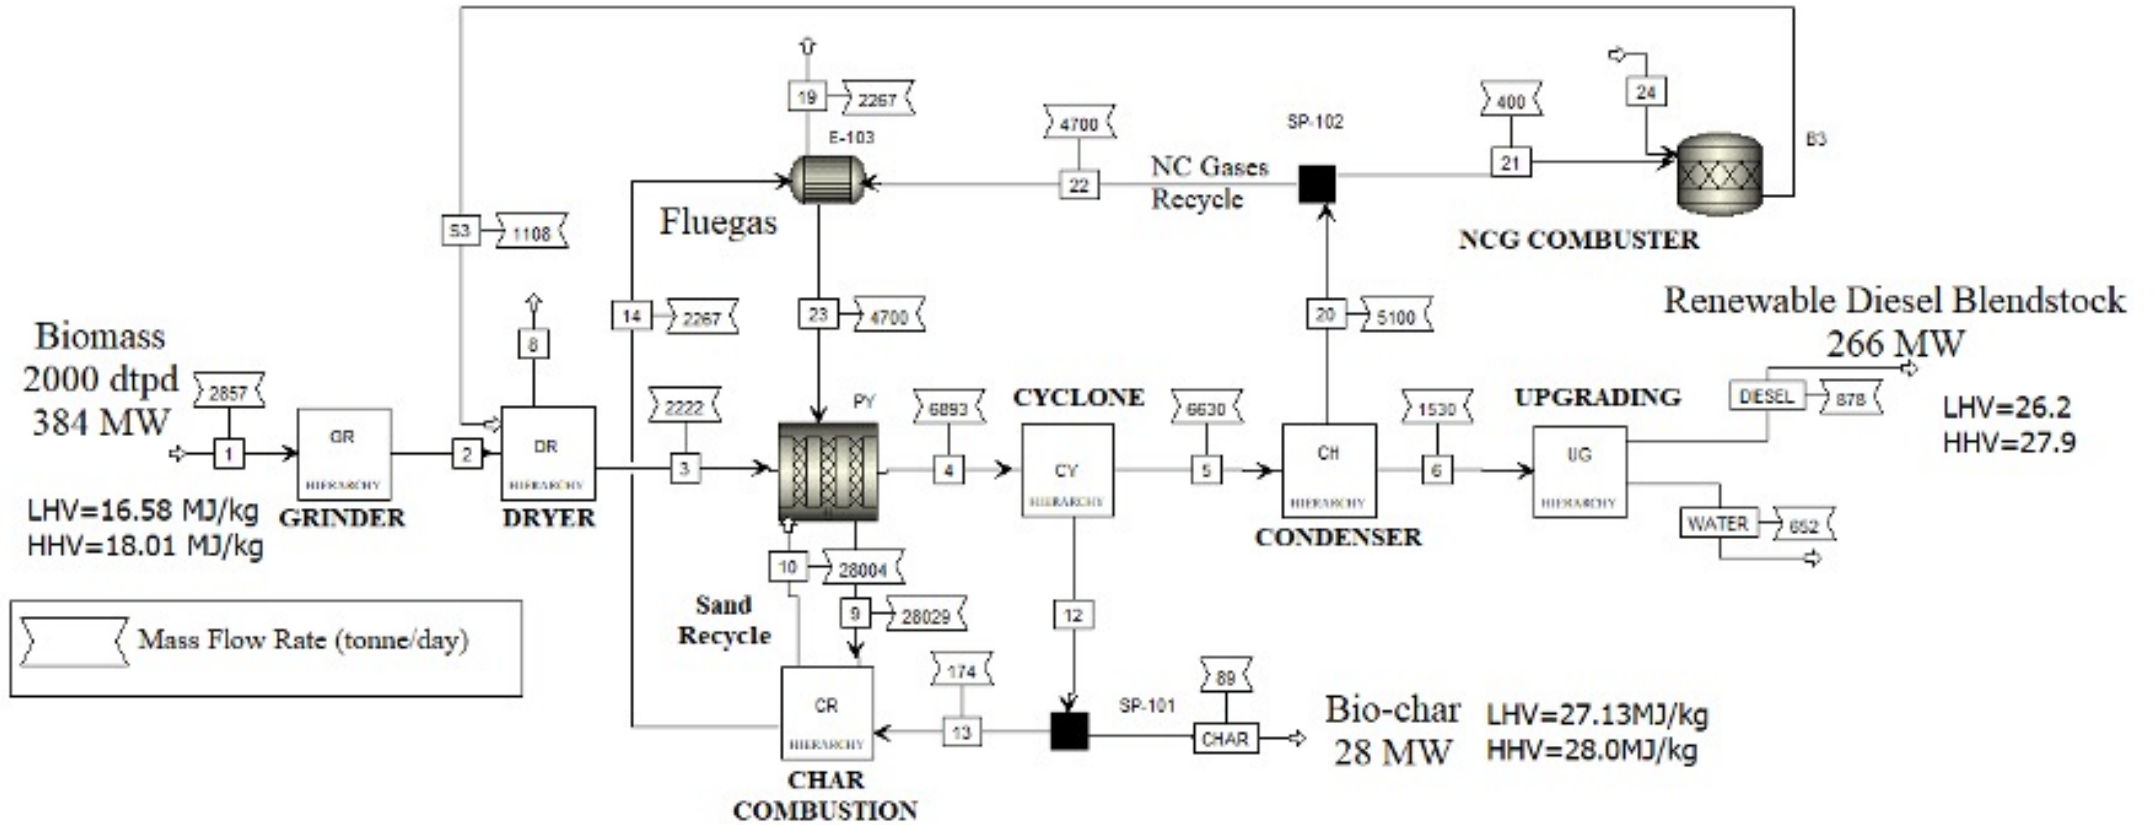 19
2267
E-103
4700
22
NC Gases
Recycle
SP-102
400
21
24
B3
NCG COMBUSTER
53
1108
Fluegas
8
14
2267
23
4700
20
5100
Biomass
2000 dtpd
384 MW
2857
1
LHV=16.58 MJ/kg
HHV=18.01 MJ/kg
GR
HIERARCHY
GRINDER
2
DR
HIERARCHY
DRYER
2222
3
PY
6893
4
CYCLONE
CY
HIERARCHY
6630
5
CH
HIERARCHY
CONDENSER
1530
6
UPGRADING
UG
HIERARCHY
Renewable Diesel Blendstock
266 MW
DIESEL
878
LHV=26.2
HHV=27.9
WATER
652
10
28004
9
28029
Sand
Recycle
12
Mass Flow Rate (tonne/day)
CR
HIERARCHY
CHAR
COMBUSTION
174
13
SP-101
89
CHAR
Bio-char
28 MW
LHV=27.13MJ/kg
HHV=28.0MJ/kg